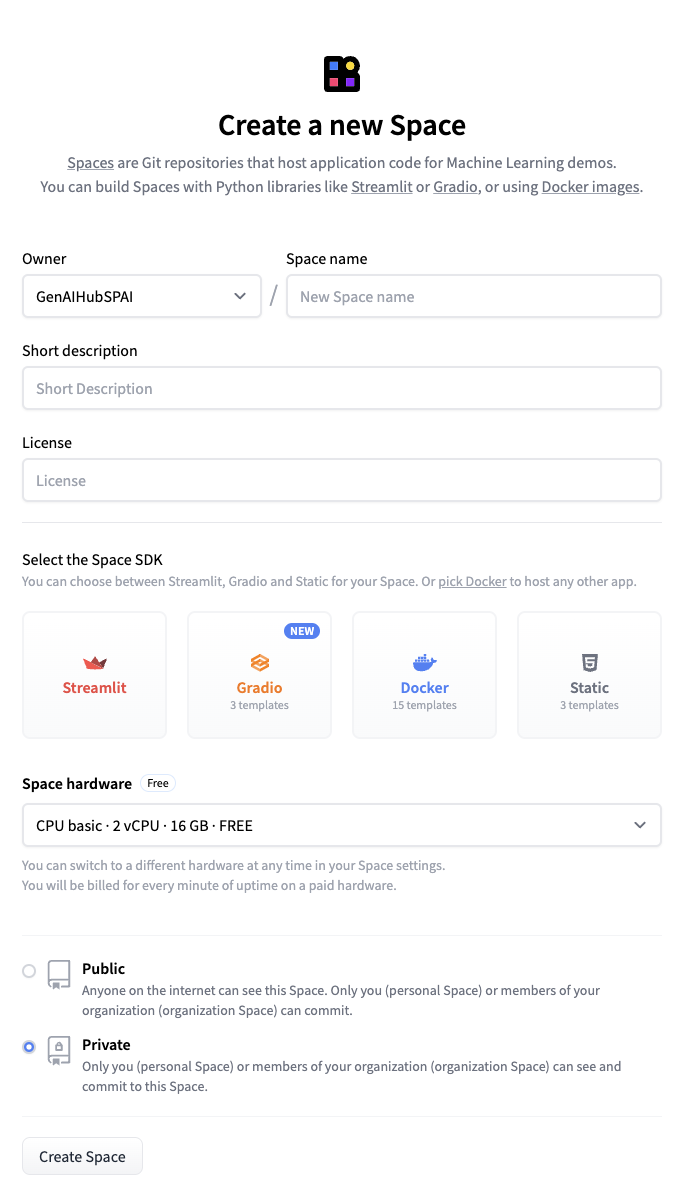 Create a new Space
Spaces are Git repositories that host application code for Machine Learning demos.
You can build Spaces with Python libraries like Streamlit or Gradio, or using Docker images.
Owner
Space name
GenAIHubSPAI
/
New Space name
Short description
Short Description
License
License
Select the Space SDK
You can choose between Streamlit, Gradio and Static for your Space. Or pick Docker to host any other app.
NEW
Streamlit
Gradio
3 templates
Docker
15 templates
Static
3 templates
Space hardware
Free
CPU basic · 2 vCPU · 16 GB · FREE
You can switch to a different hardware at any time in your Space settings.
You will be billed for every minute of uptime on a paid hardware.
Public
Anyone on the internet can see this Space. Only you (personal Space) or members of your
organization (organization Space) can commit.
Private
Only you (personal Space) or members of your organization (organization Space) can see and
commit to this Space.
Create Space